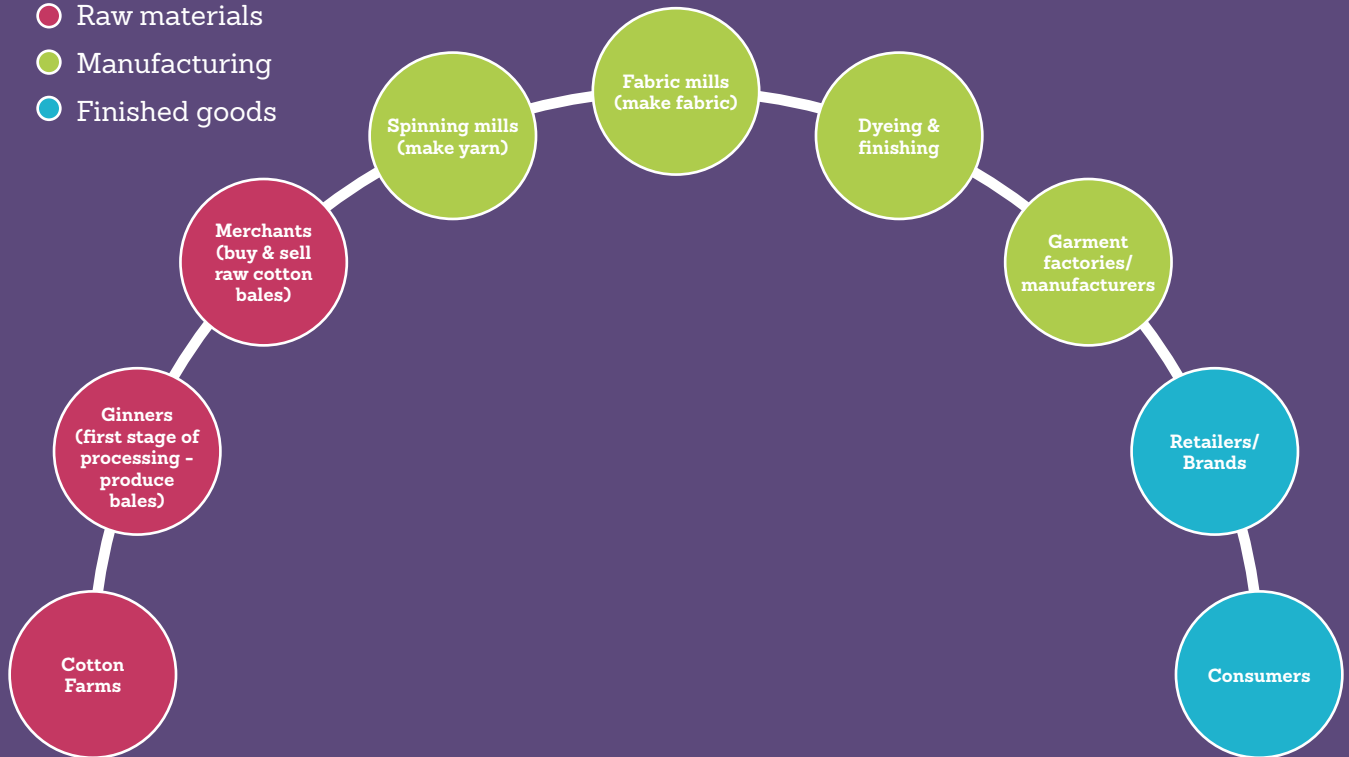 Raw materials
Manufacturing
Finished goods
Cotton
Farms
Ginners
(first stage of
processing -
produce
bales)
Merchants
(buy & sell
raw cotton
bales)
Spinning mills
(make yarn)
Fabric mills
(make fabric)
Dyeing &
finishing
Garment
factories/
manufacturers
Retailers/
Brands
Consumers